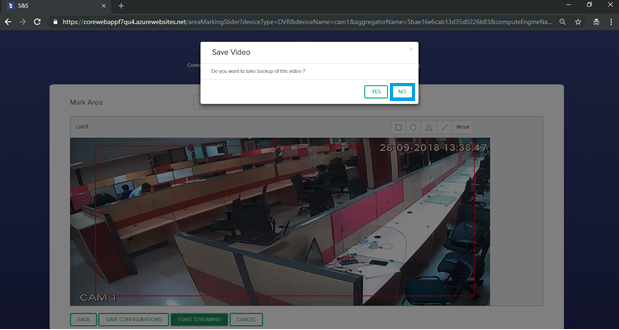 S&S
https://corewebappf7qu4.azurewebsites.net/areaMarkingSlider?deviceType=DVR&deviceName=cam1&aggregatorName=5bae16e6cab13d35d0226b83&computeEngineNa...
Save Video
×
Do you want to take backup of this video ?
YES
NO
Mark Area
cam1
Reset
28-09-2018 13:38:47
CAM 1
BACK
SAVE CONFIGURATIONS
START STREAMING
CANCEL